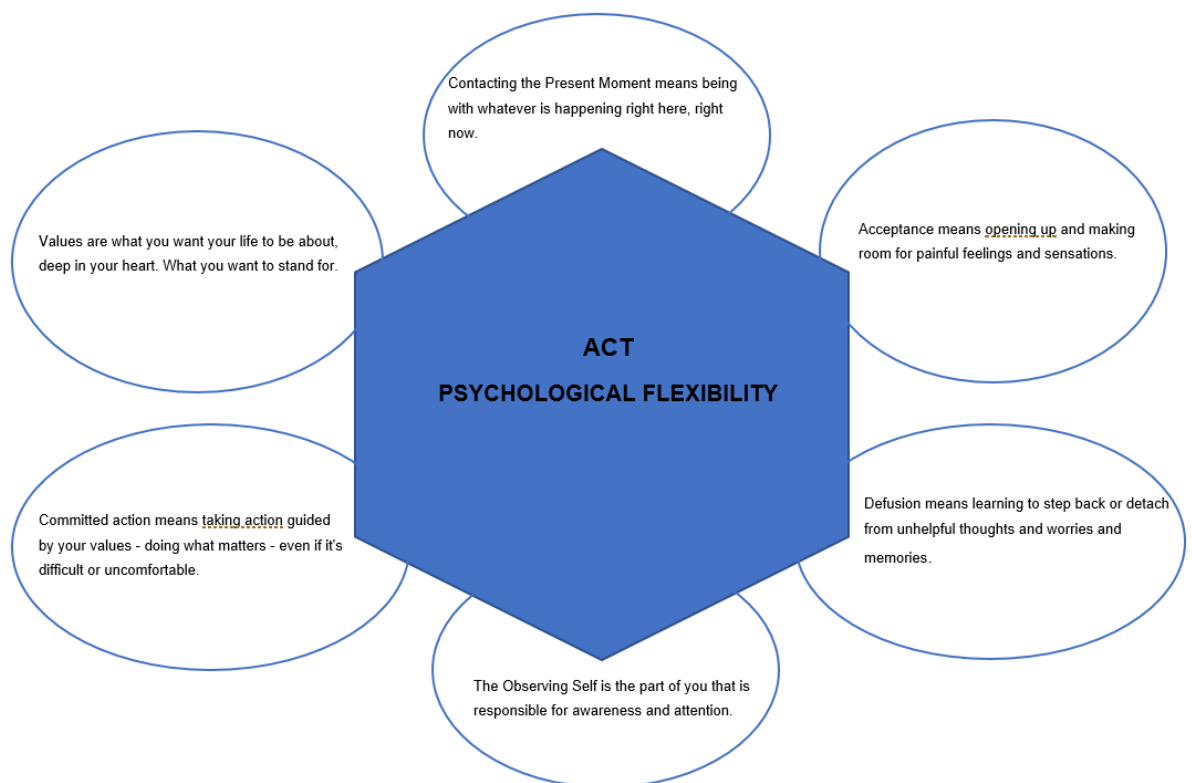 Contacting the Present Moment means being
with whatever is happening right here, right
now.
Values are what you want your life to be about,
deep in your heart. What you want to stand for.
Acceptance means opening up and making
room for painful feelings and sensations.
ACT
PSYCHOLOGICAL FLEXIBILITY
Committed action means taking action guided
by your values - doing what matters - even if it's
difficult or uncomfortable.
Defusion means learning to step back or detach
from unhelpful thoughts and worries and
memories.
The Observing Self is the part of you that is
responsible for awareness and attention.